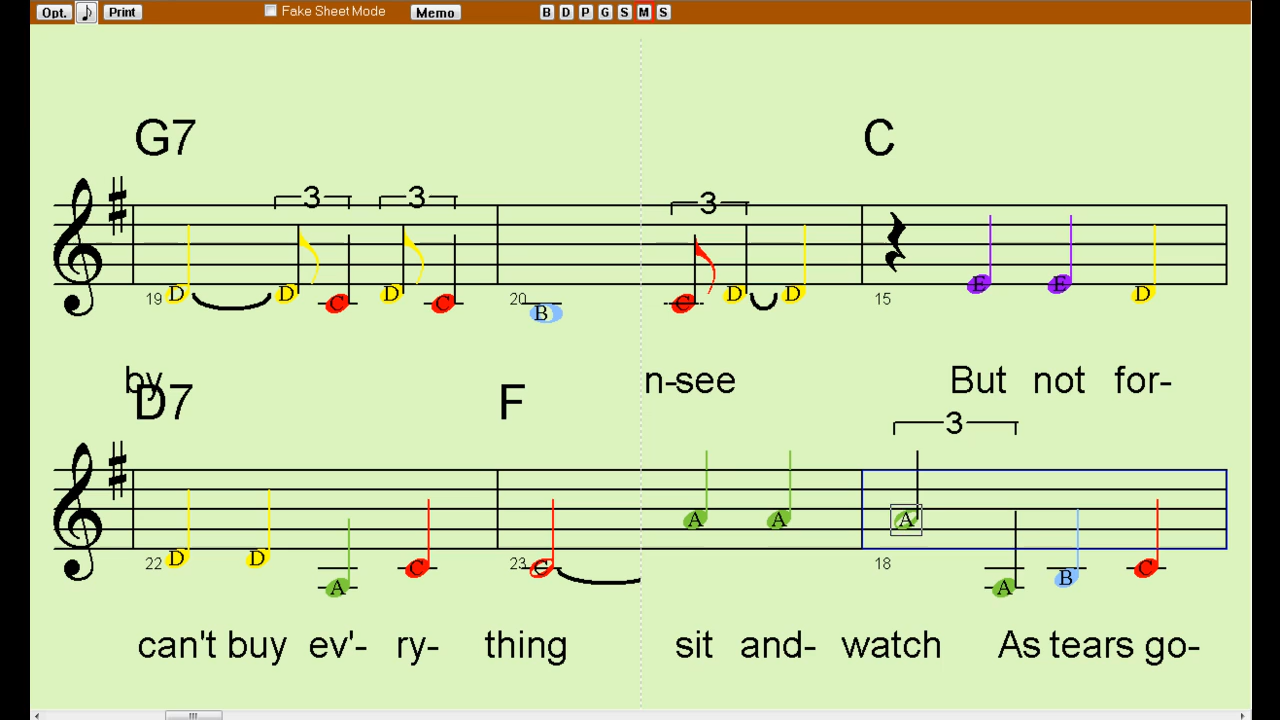 Opt. ♪ Print Fake Sheet Mode Memo B D P G S M S
G7 C
3 3 3
19 D D C D C 20 B C D D 15 E E D
by n-see But not for-
D7 F
3
22 D D A C 23 C A A 18 A A B C
can't buy ev'- ry- thing sit and- watch As tears go-